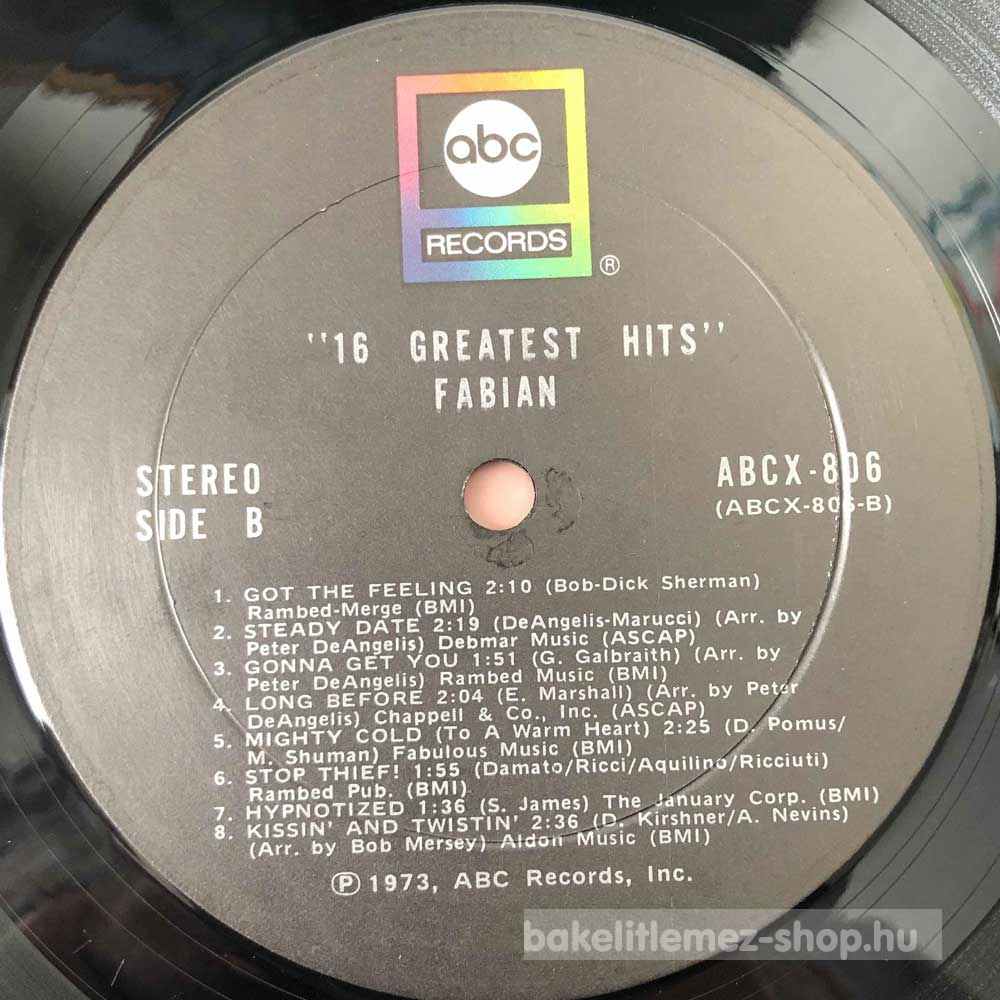 abc
RECORDS
®
"16 GREATEST HITS"
FABIAN
STEREO
SIDE B
ABCX-806
(ABCX-806-B)
1. GOT THE FEELING 2:10 (Bob-Dick Sherman)
Rambed-Merge (BMI)
2. STEADY DATE 2:19 (DeAngelis-Marucci) (Arr. by
Peter DeAngelis) Debmar Music (ASCAP)
3. GONNA GET YOU 1:51 (G. Galbraith) (Arr. by
Peter DeAngelis) Rambed Music (BMI)
4. LONG BEFORE 2:04 (E. Marshall) (Arr. by Peter
DeAngelis) Chappell & Co., Inc. (ASCAP)
5. MIGHTY COLD (To A Warm Heart) 2:25 (D. Pomus/
M. Shuman) Fabulous Music (BMI)
6. STOP THIEF! 1:55 (Damato/Ricci/Aquilino/Ricciuti)
Rambed Pub. (BMI)
7. HYPNOTIZED 1:36 (S. James) The January Corp. (BMI)
8. KISSIN' AND TWISTIN' 2:36 (D. Kirshner/A. Nevins)
(Arr. by Bob Mersey) Aldon Music (BMI)
℗ 1973, ABC Records, Inc.
bakelitlemez-shop.hu